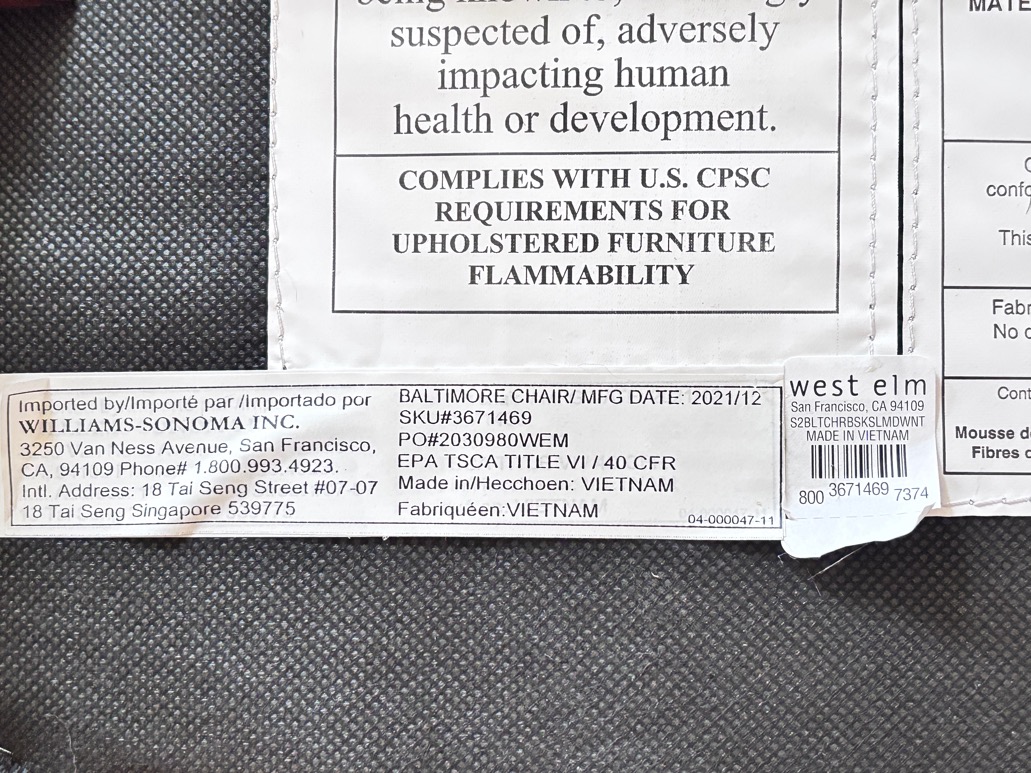 suspected of, adversely
impacting human
health or development.
COMPLIES WITH U.S. CPSC
REQUIREMENTS FOR
UPHOLSTERED FURNITURE
FLAMMABILITY
MATE
confo
This
Fabr
No c
Cont
Mousse de
Fibres d
Imported by/Importé par /Importado por
WILLIAMS-SONOMA INC.
3250 Van Ness Avenue, San Francisco,
CA, 94109 Phone# 1.800.993.4923.
Intl. Address: 18 Tai Seng Street #07-07
18 Tai Seng Singapore 539775
BALTIMORE CHAIR/ MFG DATE: 2021/12
SKU#3671469
PO#2030980WEM
EPA TSCA TITLE VI / 40 CFR
Made in/Hecchoen: VIETNAM
Fabriquéen:VIETNAM
04-000047-11
west elm
San Francisco, CA 94109
S2BLTCHRBSKSLMDWNT
MADE IN VIETNAM
800 3671469 7374